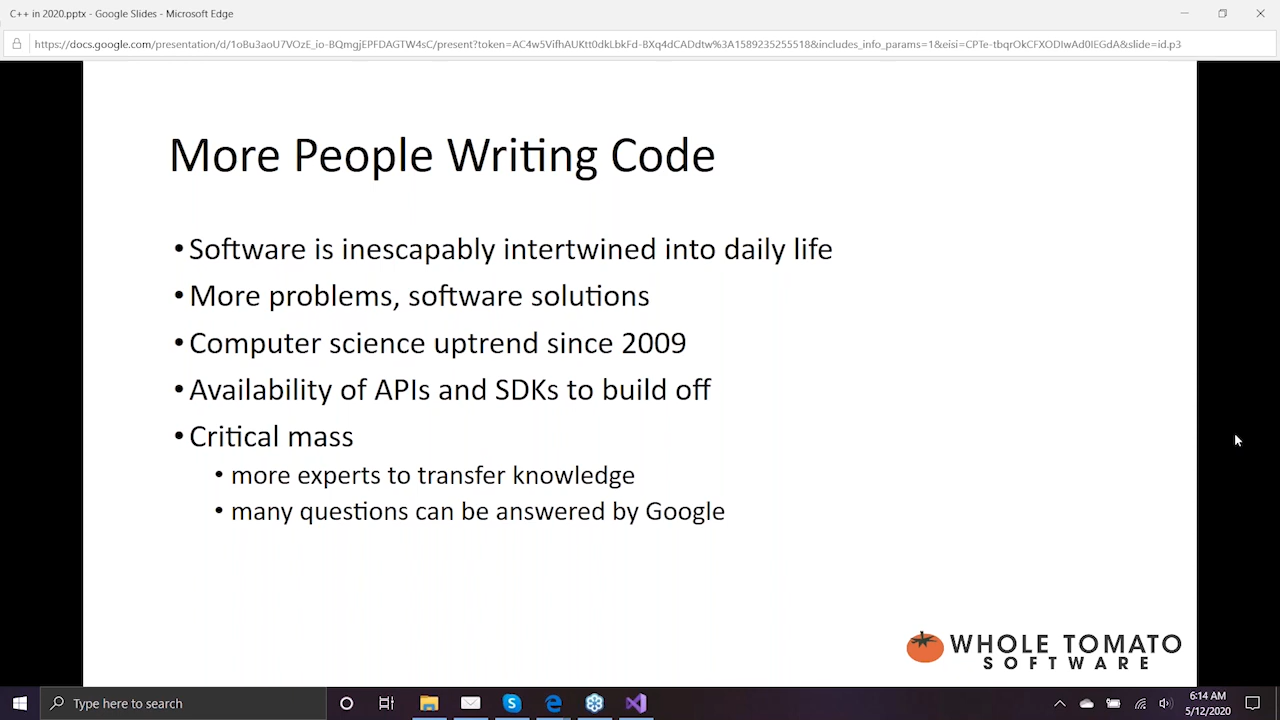 C++ in 2020.pptx - Google Slides - Microsoft Edge
https://docs.google.com/presentation/d/1oBu3aoU7VOzE_io-BQmgjEPFDAGTW4sC/present?token=AC4w5VifhAUKtt0dkLbkFd-BXq4dCADdtw%3A1589235255518&includes_info_params=1&eisi=CPTe-tbqrOkCFXODIwAd0IEGdA&slide=id.p3
More People Writing Code
• Software is inescapably intertwined into daily life
• More problems, software solutions
• Computer science uptrend since 2009
• Availability of APIs and SDKs to build off
• Critical mass
• more experts to transfer knowledge
• many questions can be answered by Google
WHOLE TOMATO
SOFTWARE
Type here to search
6:14 AM
5/12/2020